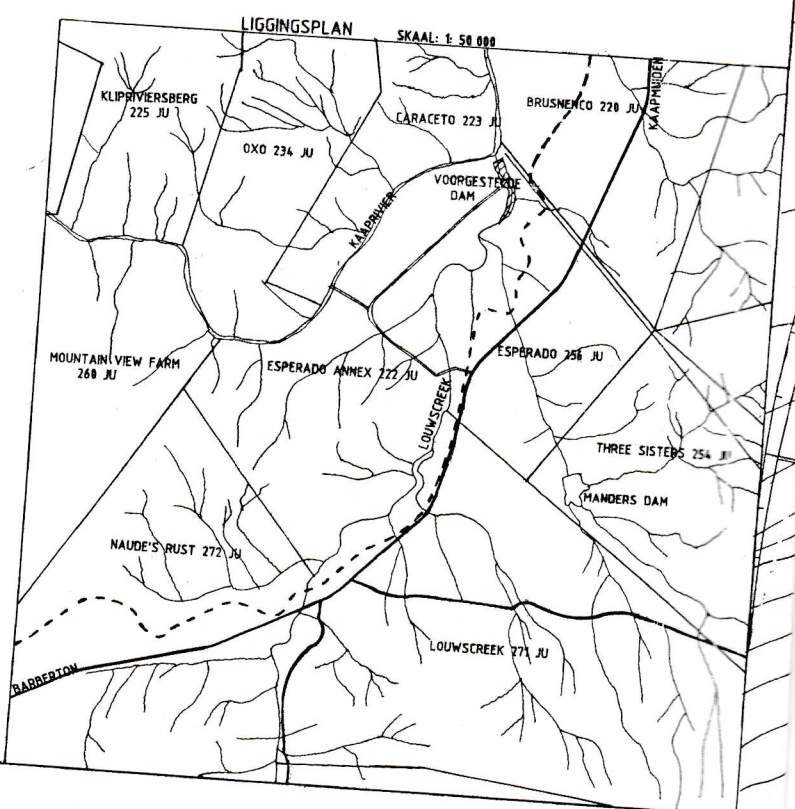 LIGGINGSPLAN
SKAAL: 1: 50 000
KLIPRIVIERSBERG
225 JU
OXO 234 JU
CARACETO 223 JU
BRUSNENCO 220 JU
KAAPMUIDEN
VOORGESTELDE
DAM
KAAPRIVIER
MOUNTAIN VIEW FARM
260 JU
ESPERADO ANNEX 222 JU
ESPERADO 256 JU
LOUWSCREEK
THREE SISTERS 254 JU
MANDERS DAM
NAUDE'S RUST 272 JU
LOUWSCREEK 271 JU
BARBERTON